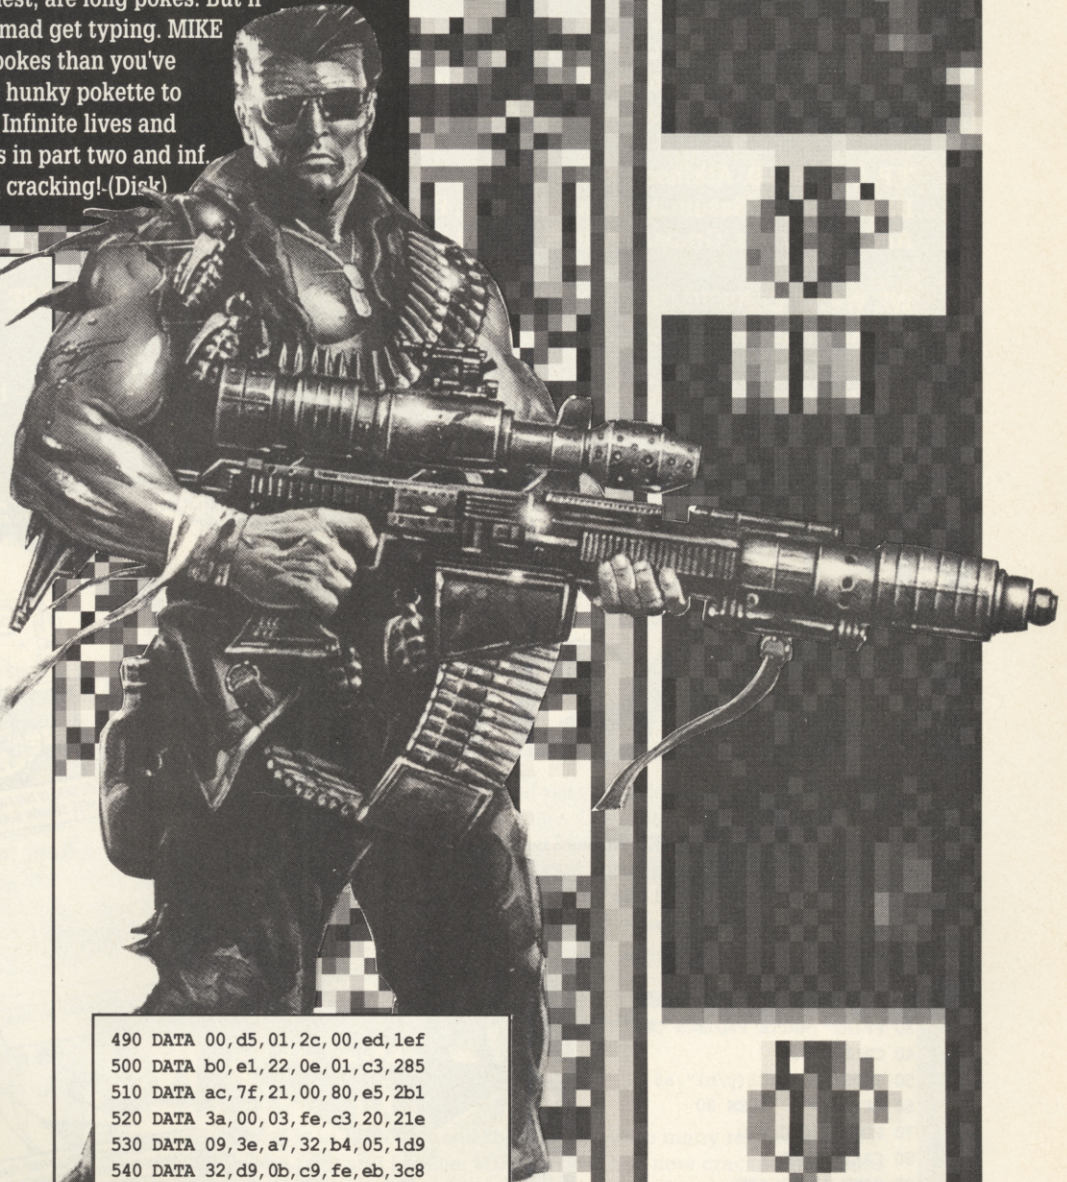 are long pokes. But if
mad get typing. MIKE
pokes than you've
hunky pokette to
Infinite lives and
s in part two and inf.
cracking!-(Disk)
490 DATA 00,d5,01,2c,00,ed,1ef
500 DATA b0,e1,22,0e,01,c3,285
510 DATA ac,7f,21,00,80,e5,2b1
520 DATA 3a,00,03,fe,c3,20,21e
530 DATA 09,3e,a7,32,b4,05,1d9
540 DATA 32,d9,0b,c9,fe,eb,3c8